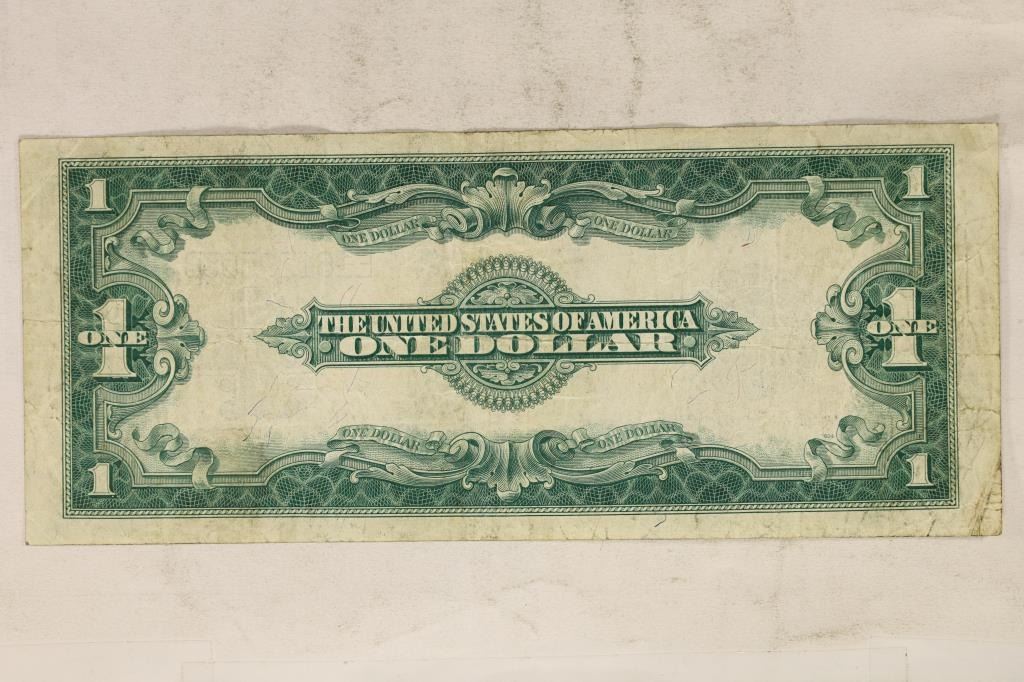 1 1
ONE DOLLAR ONE DOLLAR
THE UNITED STATES OF AMERICA
ONE 1 ONE DOLLAR ONE 1
ONE DOLLAR ONE DOLLAR
1 1